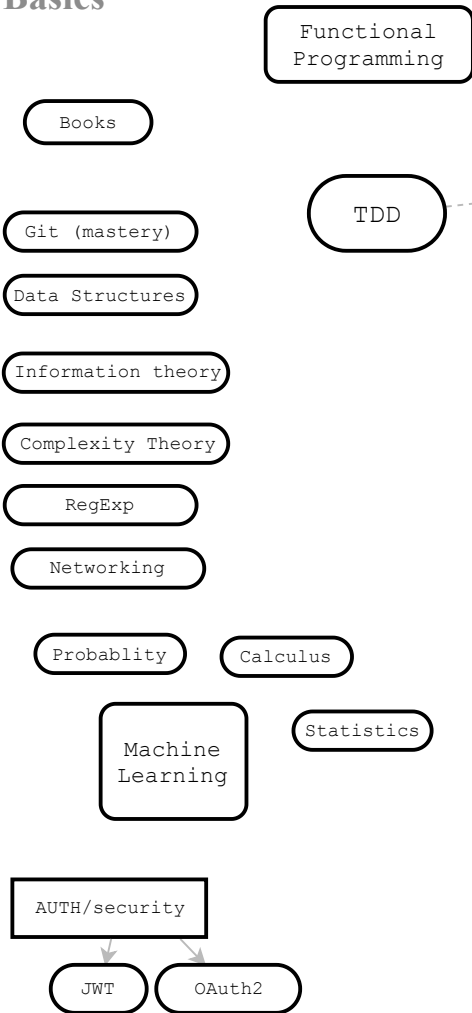 Basics
Functional
Programming
Books
TDD
Git (mastery)
Data Structures
Information theory
Complexity Theory
RegExp
Networking
Probablity
Calculus
Statistics
Machine
Learning
AUTH/security
JWT
OAuth2